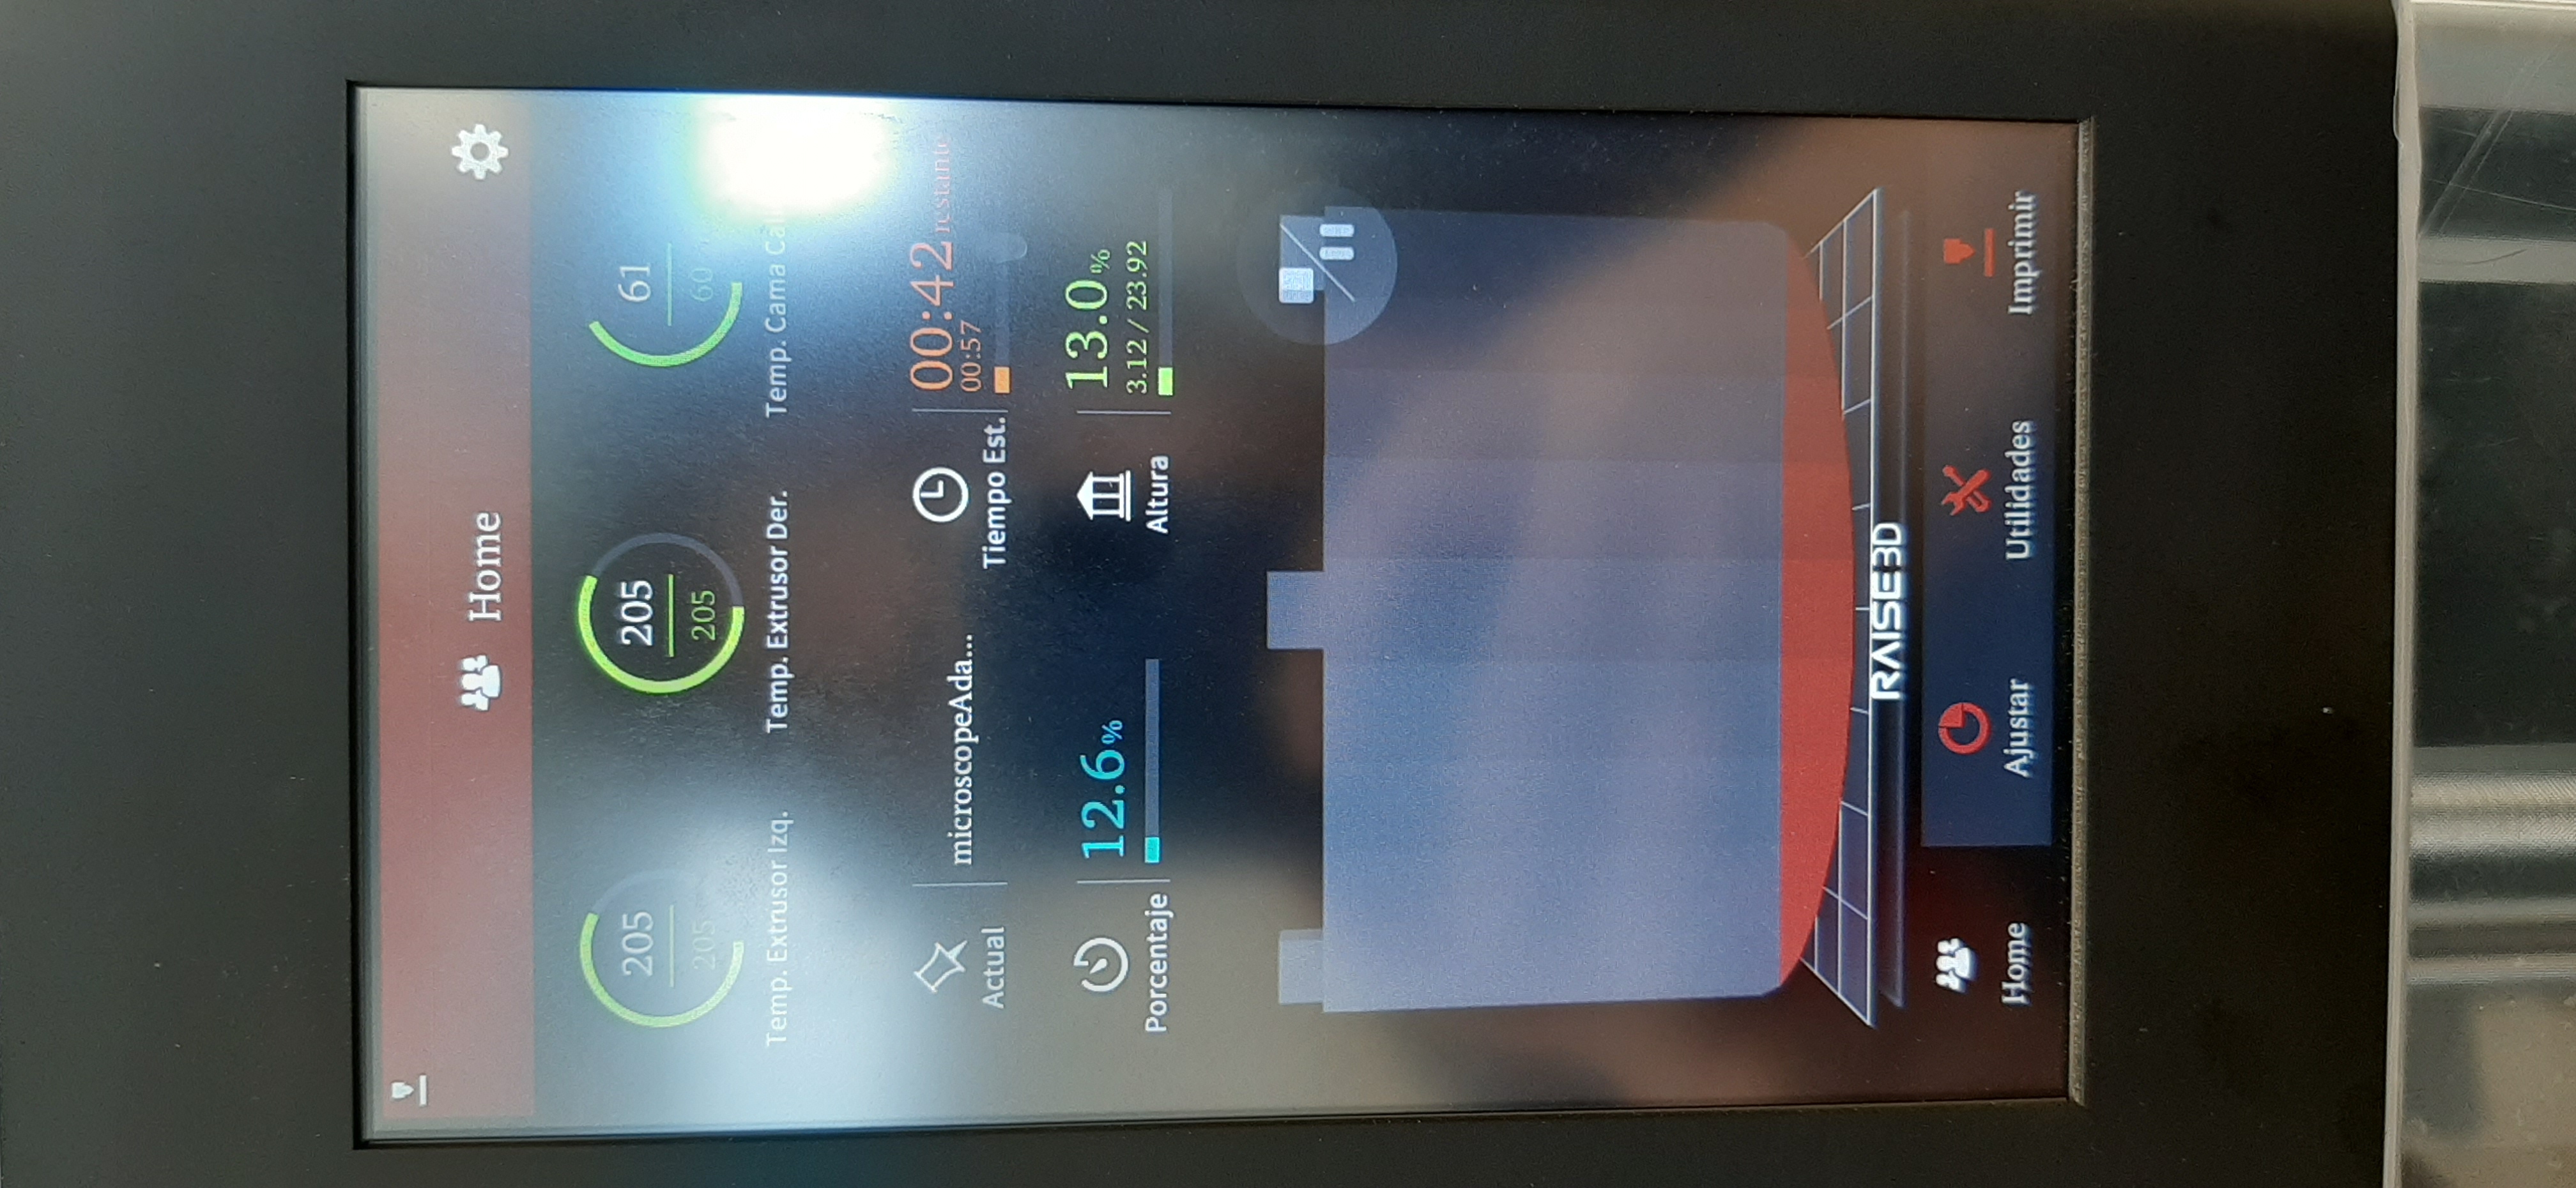 Home
205 205 61
205 205 60
Temp. Extrusor Izq. Temp. Extrusor Der. Temp. Cama
00:42 restante
microscopeAda... 00:57
Actual Tiempo Est.
12.6% 13.0%
3.12 / 23.92
Porcentaje Altura
RAISE3D
Home Ajustar Utilidades Imprimir